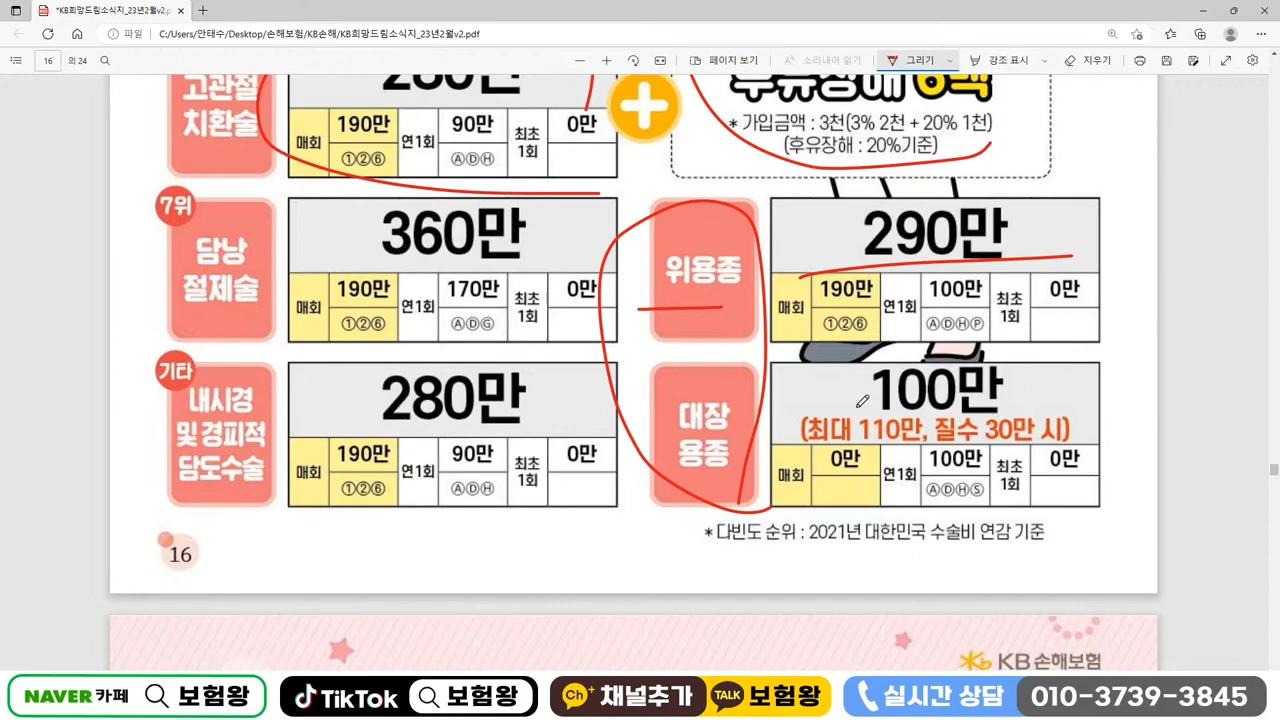 *KB희망드림소식지_23년2월v2.p
파일
C:/Users/안태수/Desktop/손해보험/KB손해/KB희망드림소식지_23년2월v2.pdf
16 의 24
페이지 보기
소리내어 읽기
그리기
강조 표시
지우기
고관절
치환술
280만
매회 190만 ①②⑥
연1회 90만 ⒶⒹⒽ
최초 1회 0만
후유장해 6백
* 가입금액 : 3천(3% 2천 + 20% 1천)
(후유장해 : 20%기준)
7위
담낭
절제술
360만
매회 190만 ①②⑥
연1회 170만 ⒶⒹⒼ
최초 1회 0만
위용종
290만
매회 190만 ①②⑥
연1회 100만 ⒶⒹⒽⓅ
최초 1회 0만
기타
내시경
및 경피적
담도수술
280만
매회 190만 ①②⑥
연1회 90만 ⒶⒹⒽ
최초 1회 0만
대장
용종
100만
(최대 110만, 질수 30만 시)
매회 0만
연1회 100만 ⒶⒹⒽⓈ
최초 1회 0만
* 다빈도 순위 : 2021년 대한민국 수술비 연감 기준
16
KB손해보험
NAVER 카페 보험왕
TikTok 보험왕
Ch+ 채널추가 TALK 보험왕
실시간 상담 010-3739-3845